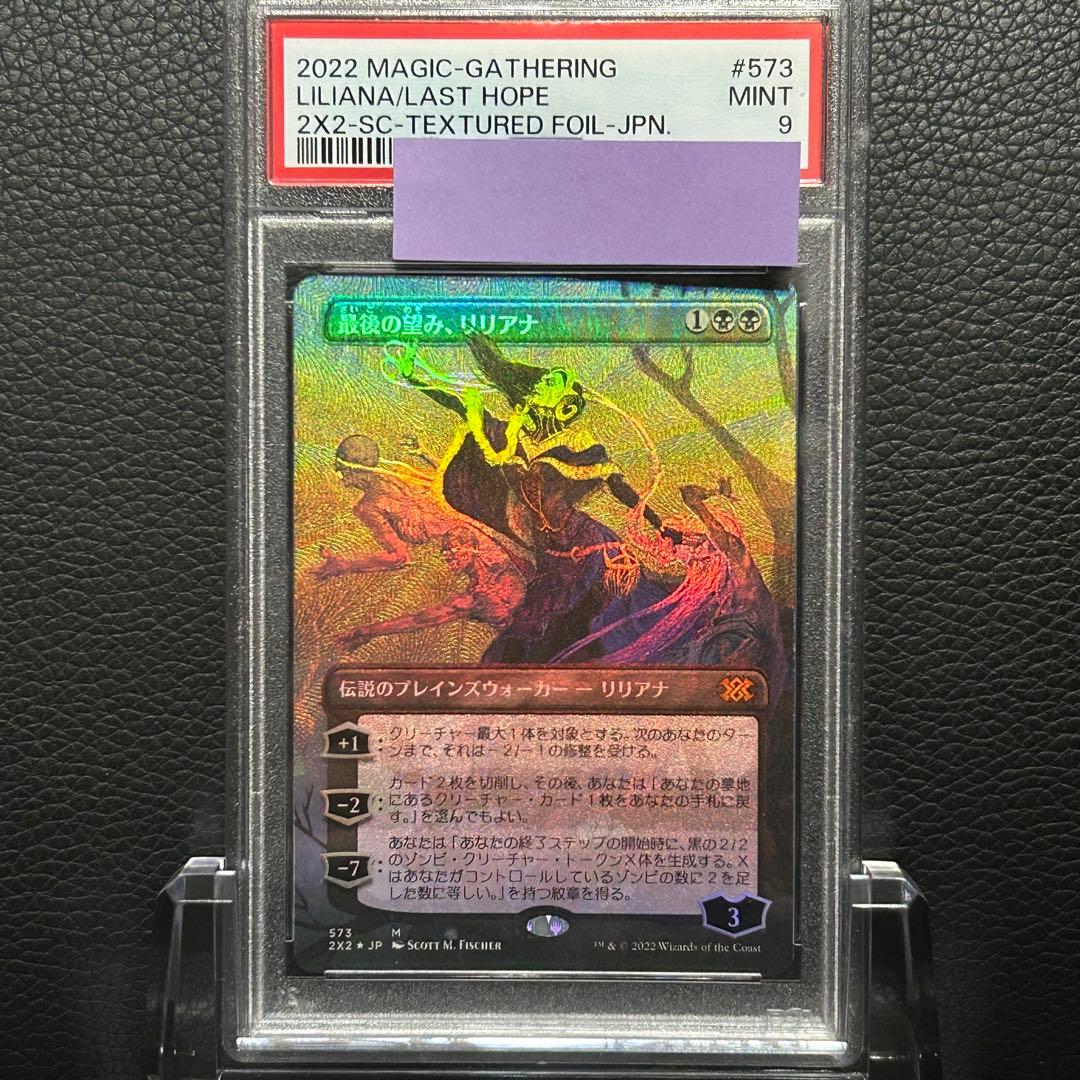 2022 MAGIC-GATHERING #573
LILIANA/LAST HOPE MINT
2X2-SC-TEXTURED FOIL-JPN. 9
さいご のぞ
最後の望み、リリアナ 1
伝説のプレインズウォーカー — リリアナ
+1 : クリーチャー最大1体を対象とする。次のあなたのター
ンまで、それは-2/-1の修整を受ける。
-2 : カード2枚を切削し、その後、あなたは「あなたの墓地
にあるクリーチャー・カード1枚をあなたの手札に戻
す。」を選んでもよい。
-7 : あなたは「あなたの終了ステップの開始時に、黒の2/2
のゾンビ・クリーチャー・トークンX体を生成する。X
はあなたがコントロールしているゾンビの数に2を足
した数に等しい。」を持つ紋章を得る。
3
573 M
2X2 ★ JP Scott M. Fischer ™ & © 2022 Wizards of the Coast